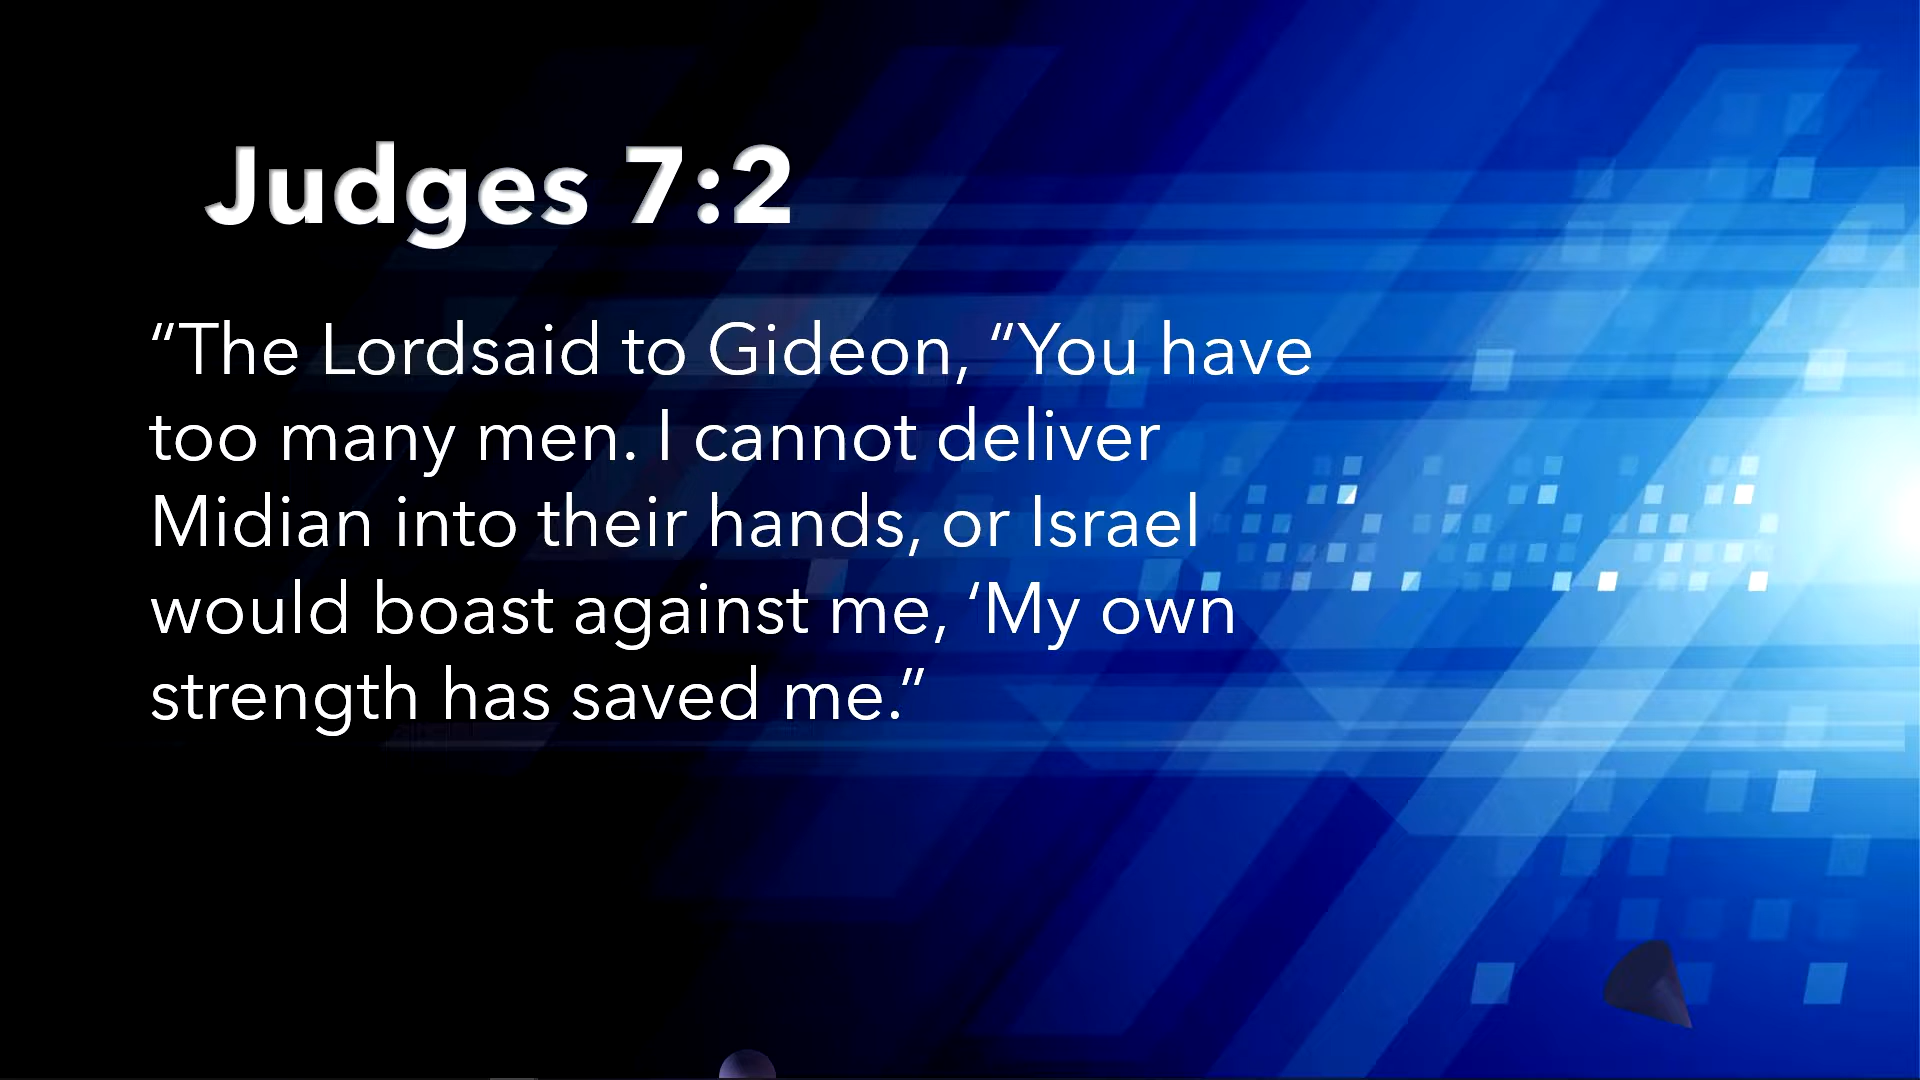 Judges 7:2
“The Lordsaid to Gideon, “You have
too many men. I cannot deliver
Midian into their hands, or Israel
would boast against me, ‘My own
strength has saved me.”